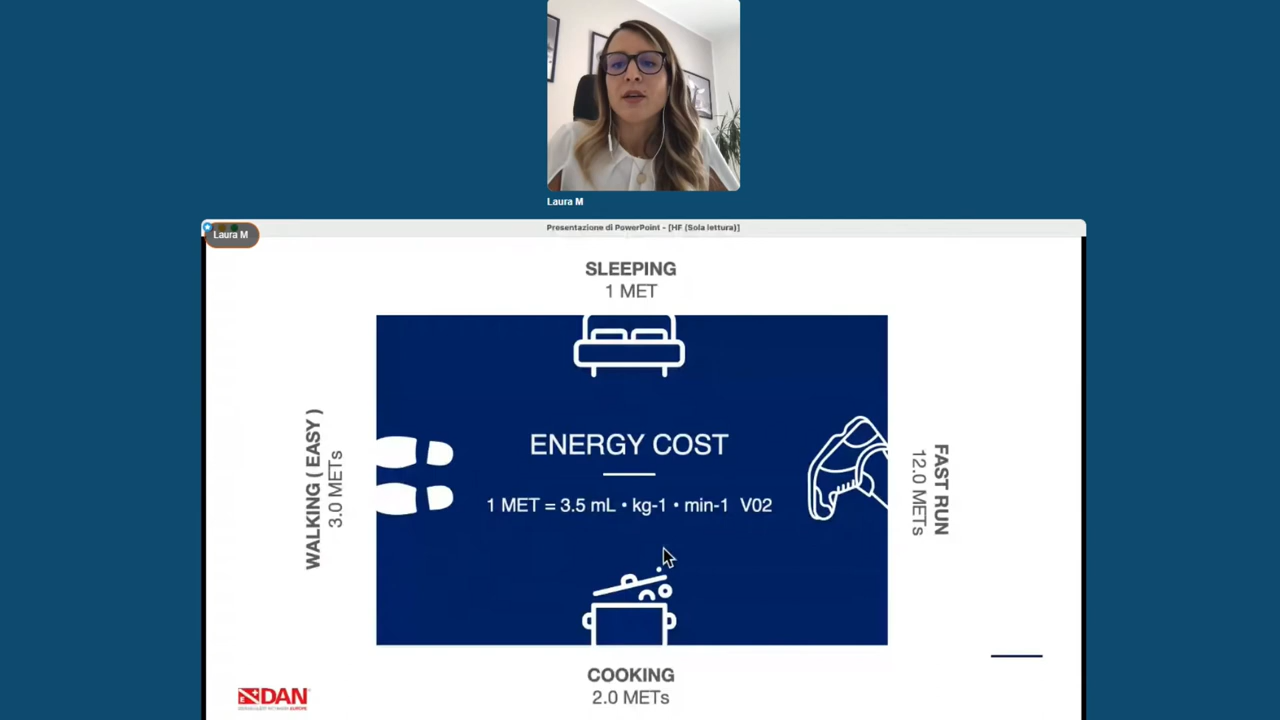 Laura M
Presentazione di PowerPoint - [HF (Sola lettura)]
Laura M
SLEEPING
1 MET
WALKING ( EASY )
3.0 METs
ENERGY COST
1 MET = 3.5 mL • kg-1 • min-1 V02
FAST RUN
12.0 METs
COOKING
2.0 METs
DAN